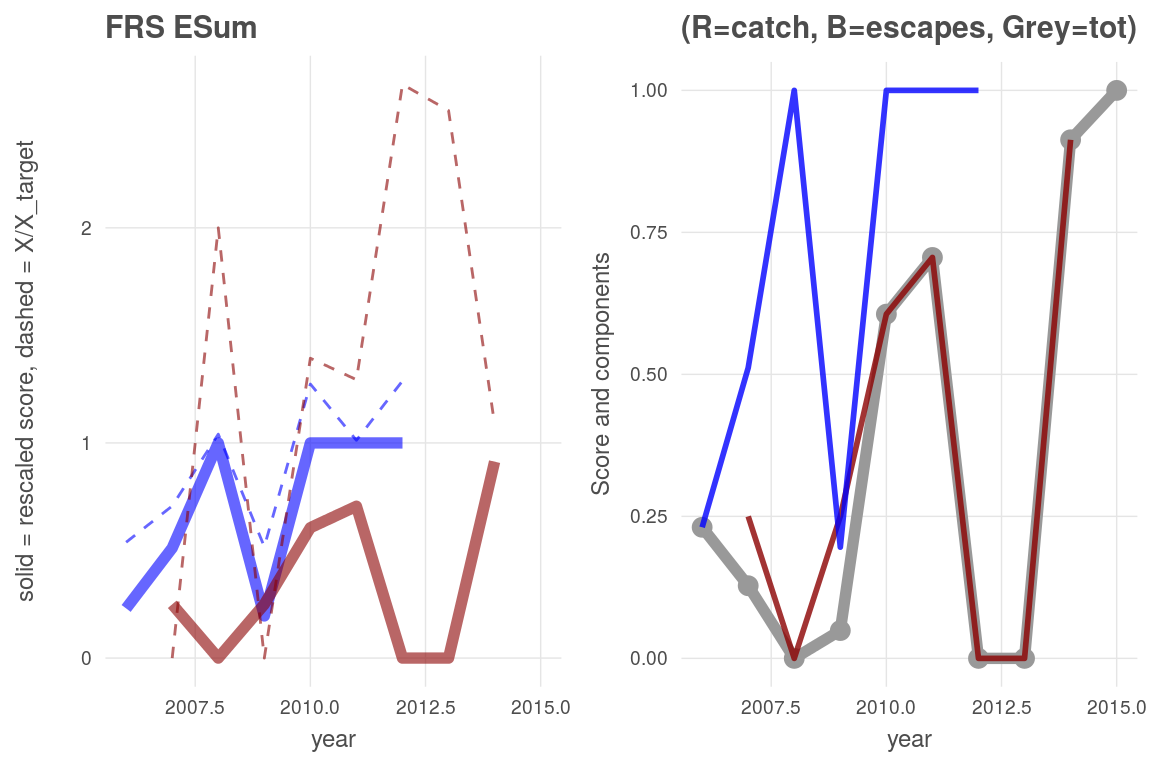 FRS ESum
solid = rescaled score, dashed = X/X_target
2
1
0
2007.5
2010.0
2012.5
2015.0
year
(R=catch, B=escapes, Grey=tot)
Score and components
1.00
0.75
0.50
0.25
0.00
2007.5
2010.0
2012.5
2015.0
year